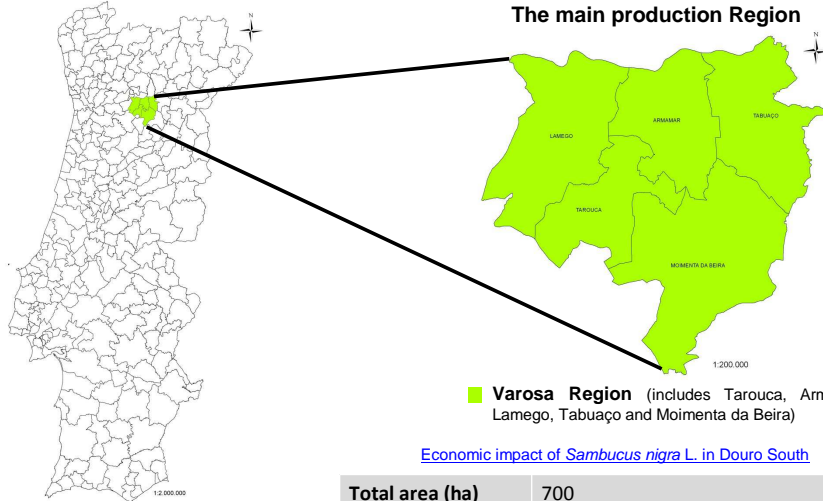 The main production Region
N
N
LAMEGO
ARMAMAR
TABUAÇO
TAROUCA
MOIMENTA DA BEIRA
1:200.000
Varosa Region (includes Tarouca, Arm
Lamego, Tabuaço and Moimenta da Beira)
Economic impact of Sambucus nigra L. in Douro South
1:2.000.000
Total area (ha) 700